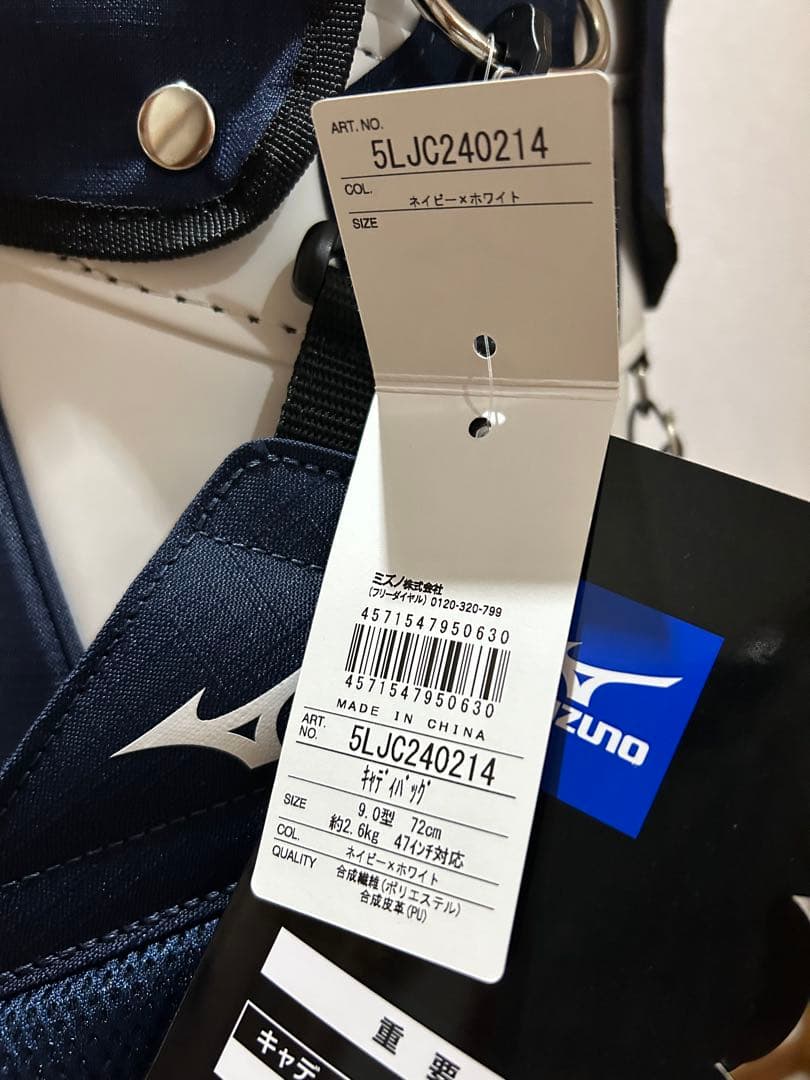 ART. NO.
5LJC240214
COL.
ネイビー×ホワイト
SIZE
ミズノ株式会社
(フリーダイヤル) 0120-320-799
4571547950630
4571547950630
MADE IN CHINA
ART. NO.
5LJC240214
ｷｬﾃﾞｨﾊﾞｯｸﾞ
SIZE
9.0型 72cm
約2.6kg 47ｲﾝﾁ対応
COL.
ネイビー×ホワイト
QUALITY
合成繊維(ポリエステル)
合成皮革(PU)
重要
キャデ